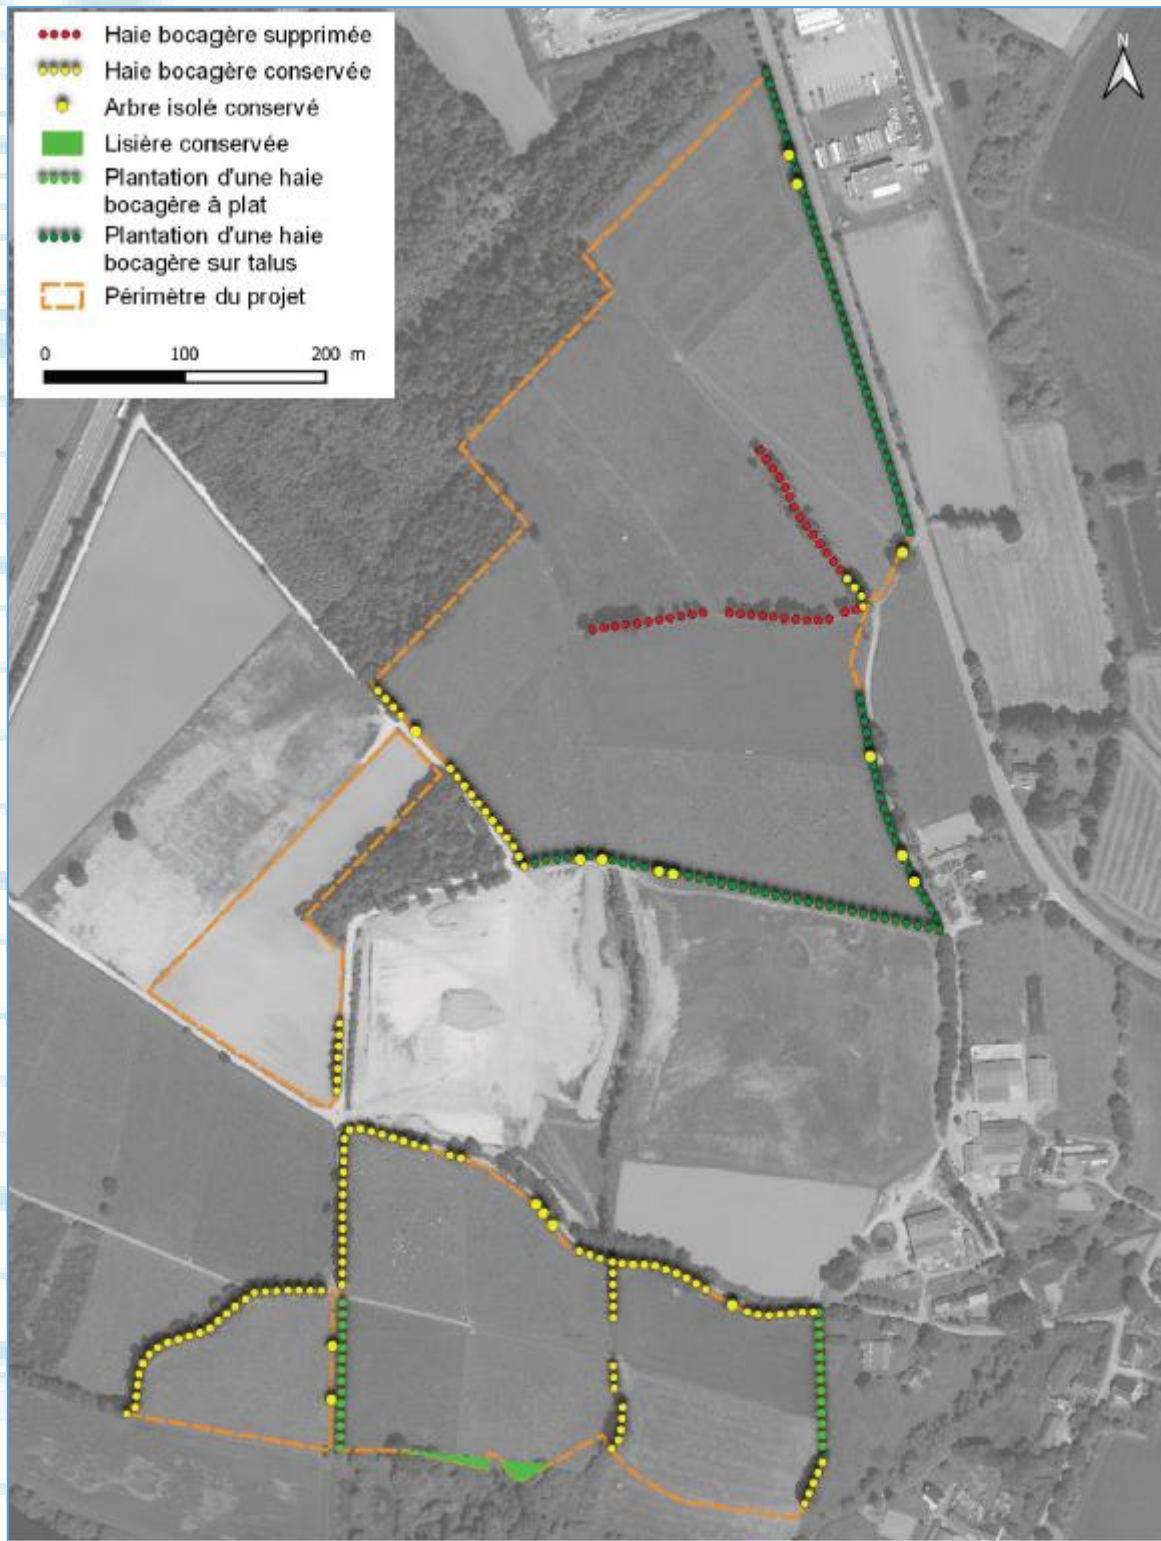 Haie bocagère supprimée
Haie bocagère conservée
Arbre isolé conservé
Lisière conservée
Plantation d'une haie
bocagère à plat
Plantation d'une haie
bocagère sur talus
Périmètre du projet
0 100 200 m
N